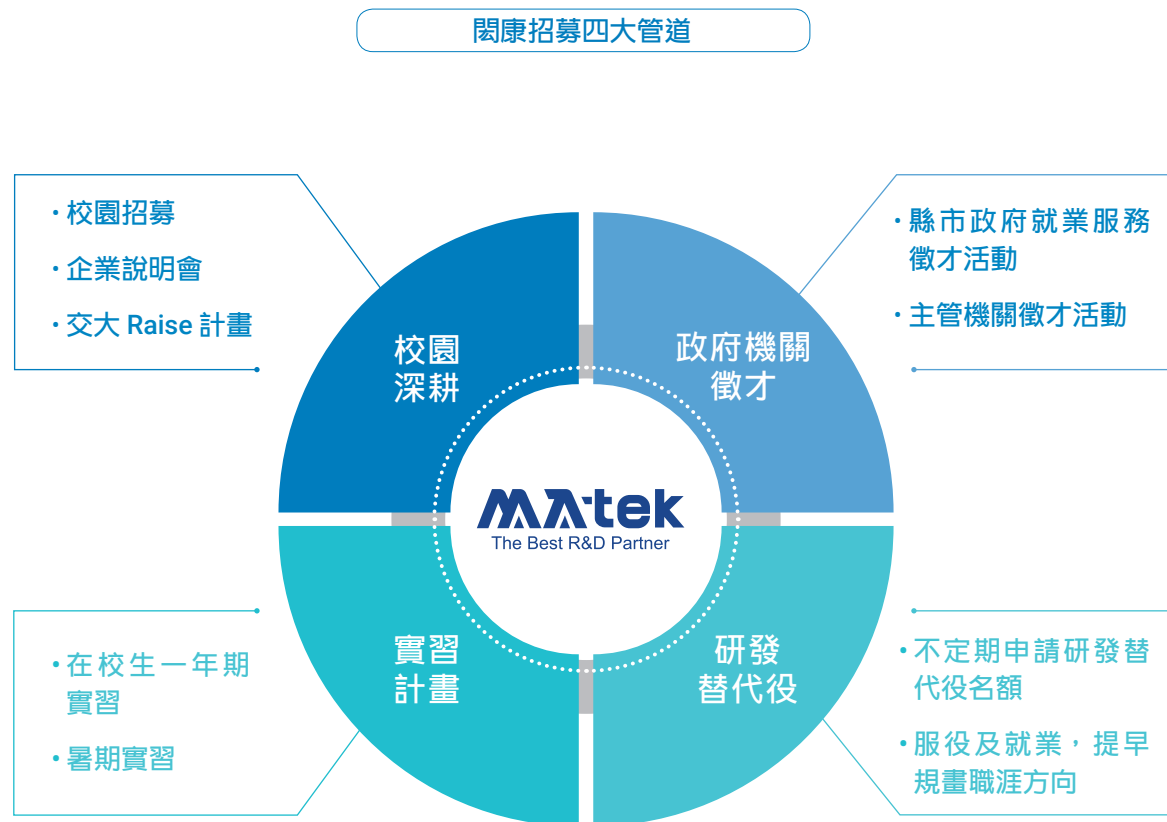 閎康招募四大管道
・校園招募
・企業說明會
・交大 Raise 計畫
校園
深耕
政府機關
徵才
・縣市政府就業服務
徵才活動
・主管機關徵才活動
MA-tek
The Best R&D Partner
・在校生一年期
實習
・暑期實習
實習
計畫
研發
替代役
・不定期申請研發替
代役名額
・服役及就業，提早
規畫職涯方向